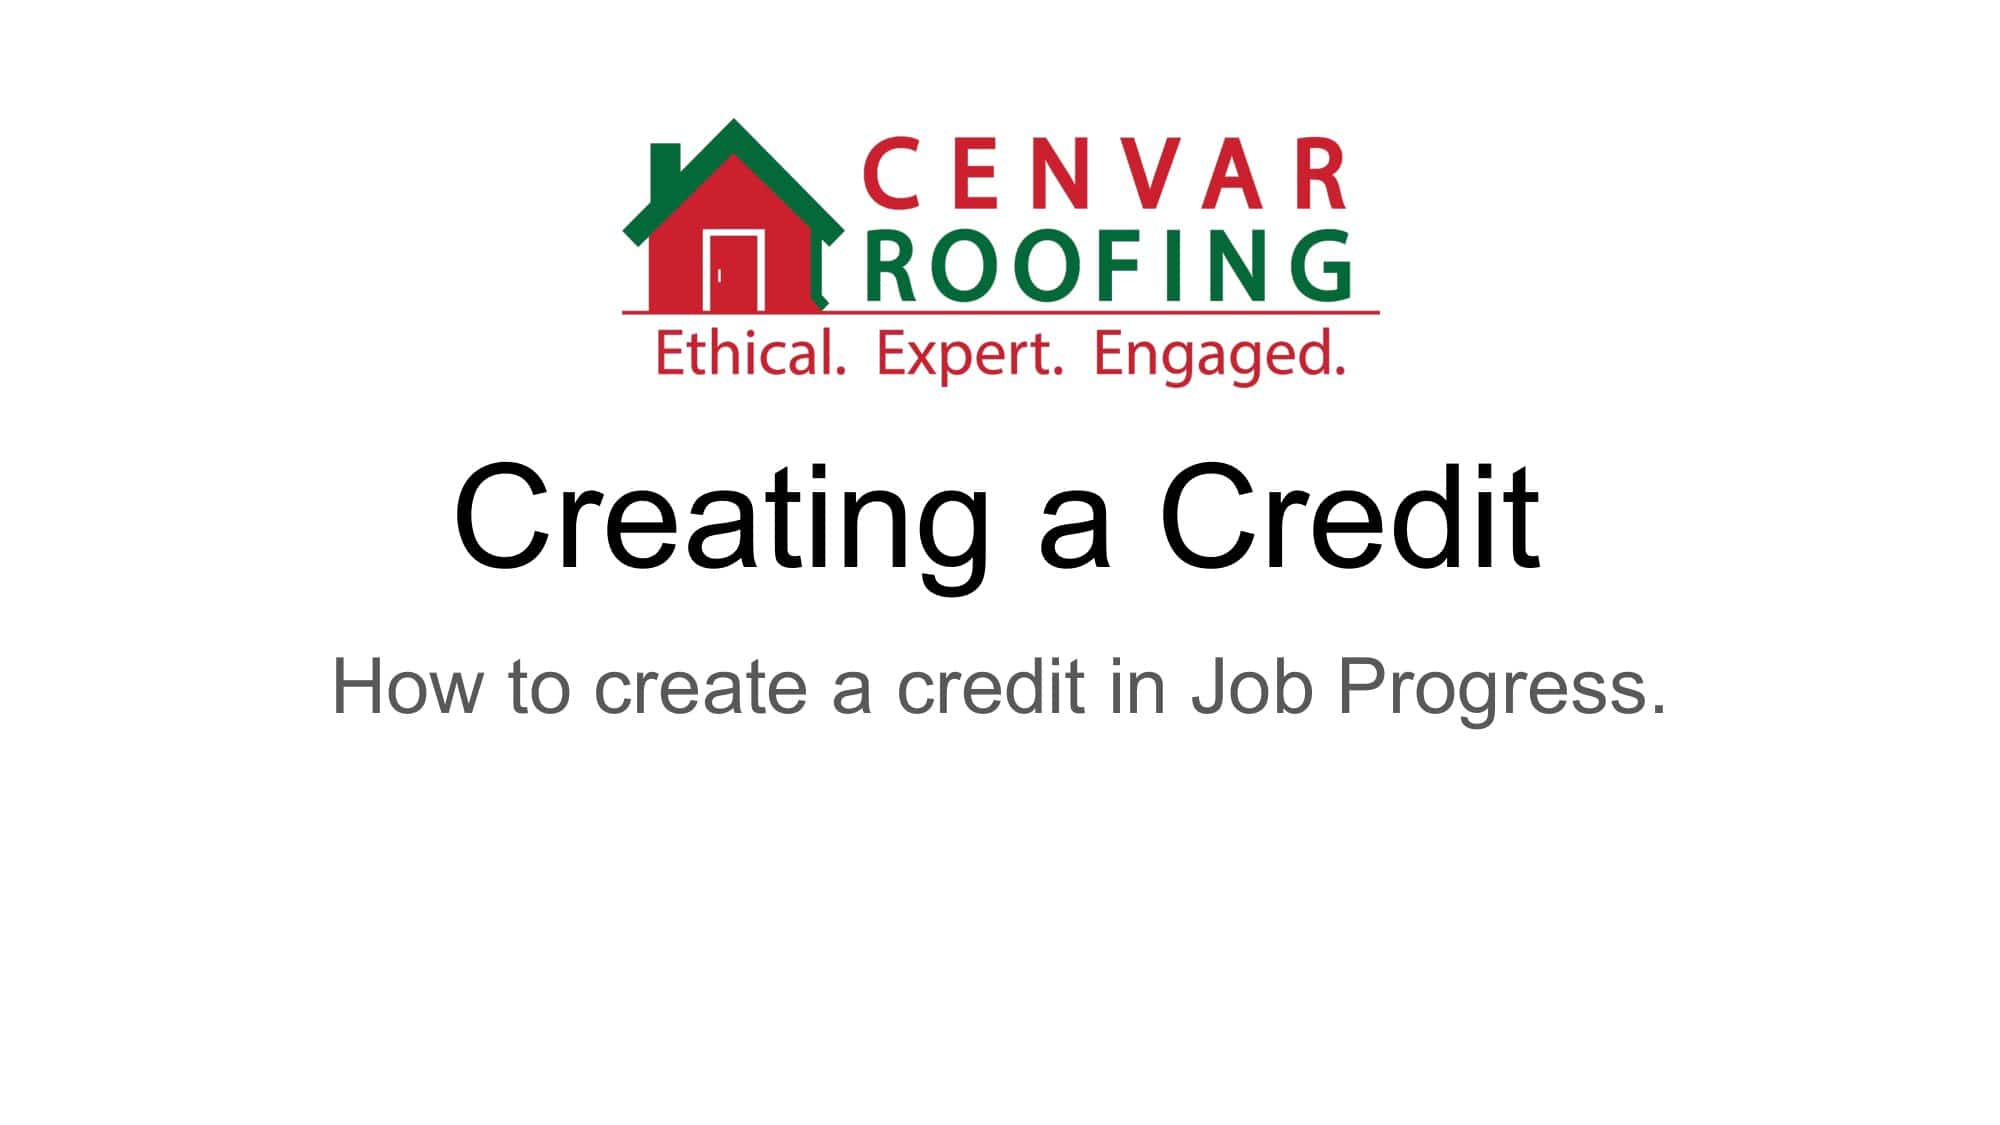 CENVAR
ROOFING
Ethical. Expert. Engaged.
Creating a Credit
How to create a credit in Job Progress.